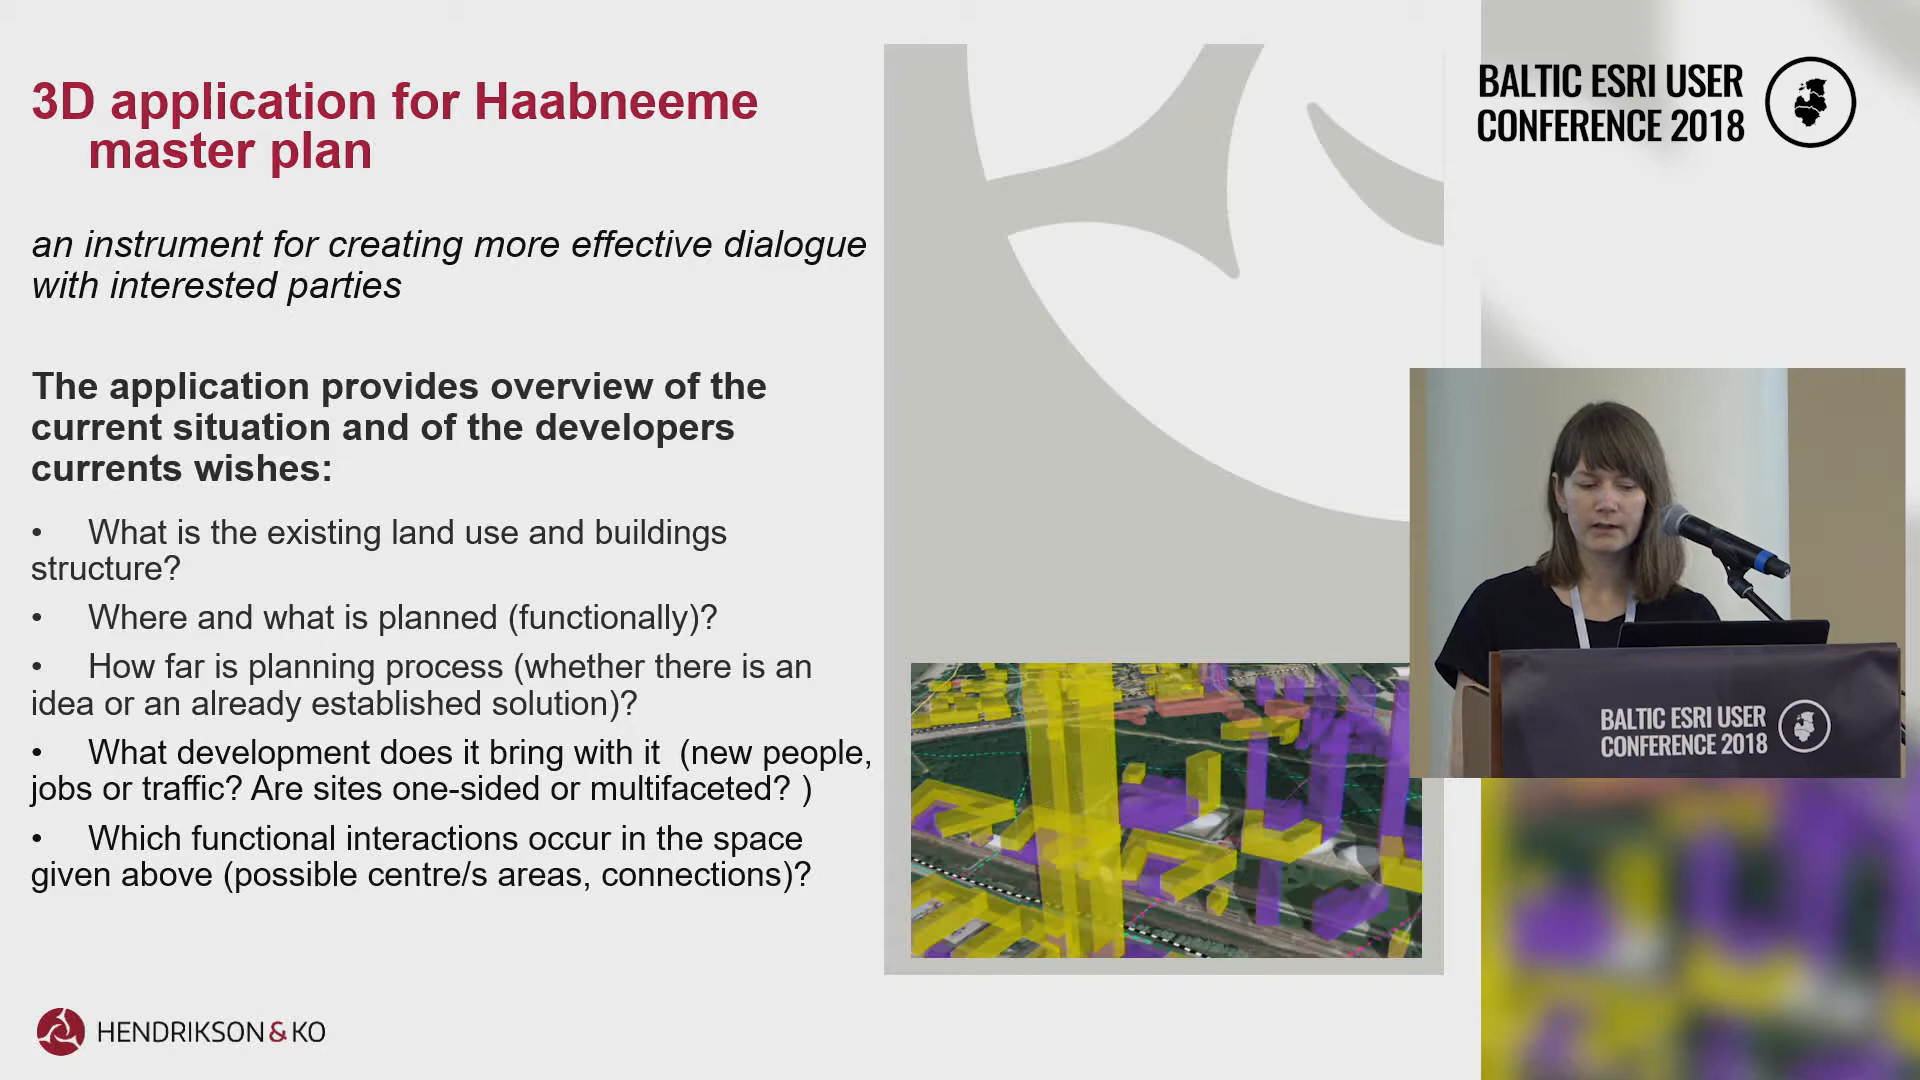 3D application for Haabneeme
master plan
an instrument for creating more effective dialogue
with interested parties
The application provides overview of the
current situation and of the developers
currents wishes:
• What is the existing land use and buildings
structure?
• Where and what is planned (functionally)?
• How far is planning process (whether there is an
idea or an already established solution)?
• What development does it bring with it (new people,
jobs or traffic? Are sites one-sided or multifaceted? )
• Which functional interactions occur in the space
given above (possible centre/s areas, connections)?
HENDRIKSON&KO
BALTIC ESRI USER
CONFERENCE 2018
BALTIC ESRI USER
CONFERENCE 2018